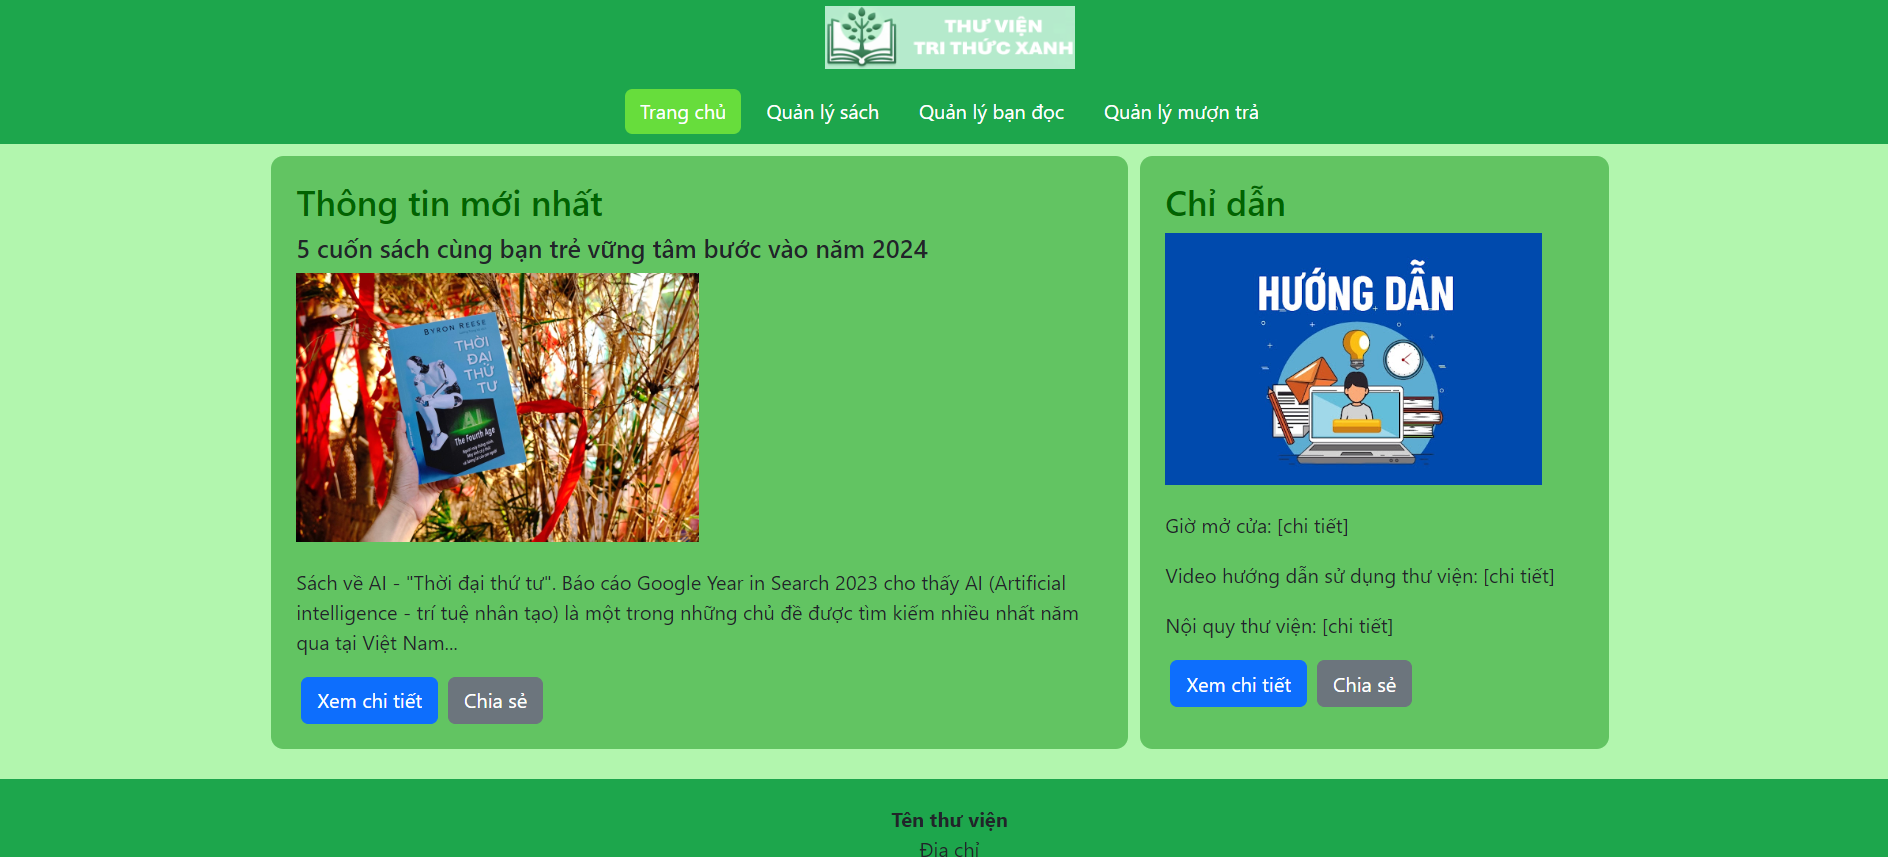 THƯ VIỆN
TRI THỨC XANH
Trang chủ
Quản lý sách
Quản lý bạn đọc
Quản lý mượn trả
Thông tin mới nhất
5 cuốn sách cùng bạn trẻ vững tâm bước vào năm 2024
BYRON REESE
THỜI
ĐẠI
THỨ
TƯ
AI
The Fourth Age
Sách về AI - "Thời đại thứ tư". Báo cáo Google Year in Search 2023 cho thấy AI (Artificial
intelligence - trí tuệ nhân tạo) là một trong những chủ đề được tìm kiếm nhiều nhất năm
qua tại Việt Nam...
Xem chi tiết
Chia sẻ
Chỉ dẫn
HƯỚNG DẪN
Giờ mở cửa: [chi tiết]
Video hướng dẫn sử dụng thư viện: [chi tiết]
Nội quy thư viện: [chi tiết]
Xem chi tiết
Chia sẻ
Tên thư viện
Địa chỉ